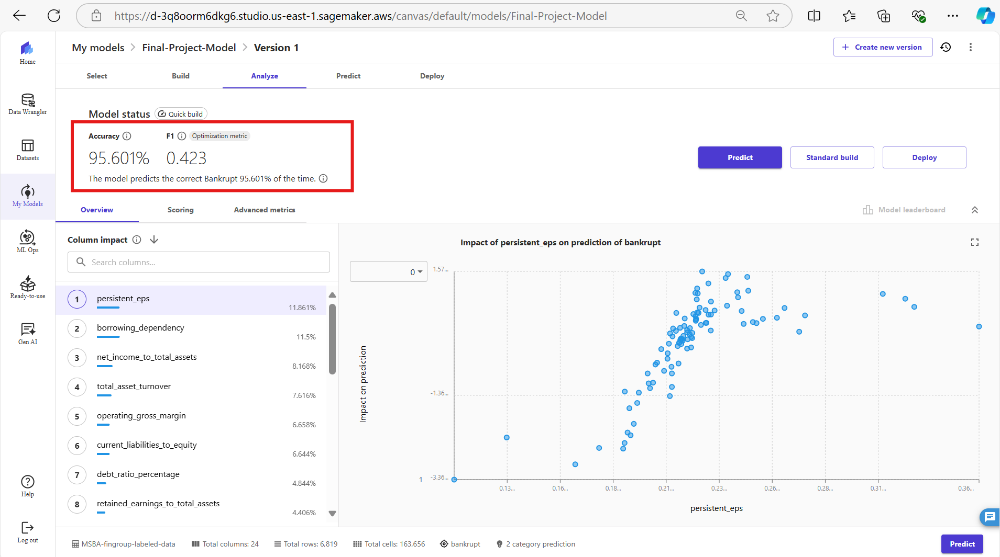 https://d-3q8oorm6dkg6.studio.us-east-1.sagemaker.aws/canvas/default/models/Final-Project-Model
Home
Data Wrangler
Datasets
My Models
ML Ops
Ready-to-use
Gen AI
Help
Log out
My models > Final-Project-Model > Version 1
+ Create new version
Select Build Analyze Predict Deploy
Model status Quick build
Accuracy F1 Optimization metric
95.601% 0.423
The model predicts the correct Bankrupt 95.601% of the time.
Predict Standard build Deploy
Overview Scoring Advanced metrics
Model leaderboard
Column impact
Search columns...
1 persistent_eps 11.861%
2 borrowing_dependency 11.5%
3 net_income_to_total_assets 8.168%
4 total_asset_turnover 7.616%
5 operating_gross_margin 6.658%
6 current_liabilities_to_equity 6.644%
7 debt_ratio_percentage 4.844%
8 retained_earnings_to_total_assets 4.406%
Impact of persistent_eps on prediction of bankrupt
0
1.57...
-1.36...
1 -3.36...
Impact on prediction
0.13... 0.16... 0.18... 0.21... 0.23... 0.26... 0.28... 0.31... 0.36...
persistent_eps
MSBA-fingroup-labeled-data Total columns: 24 Total rows: 6,819 Total cells: 163,656 bankrupt 2 category prediction
Predict